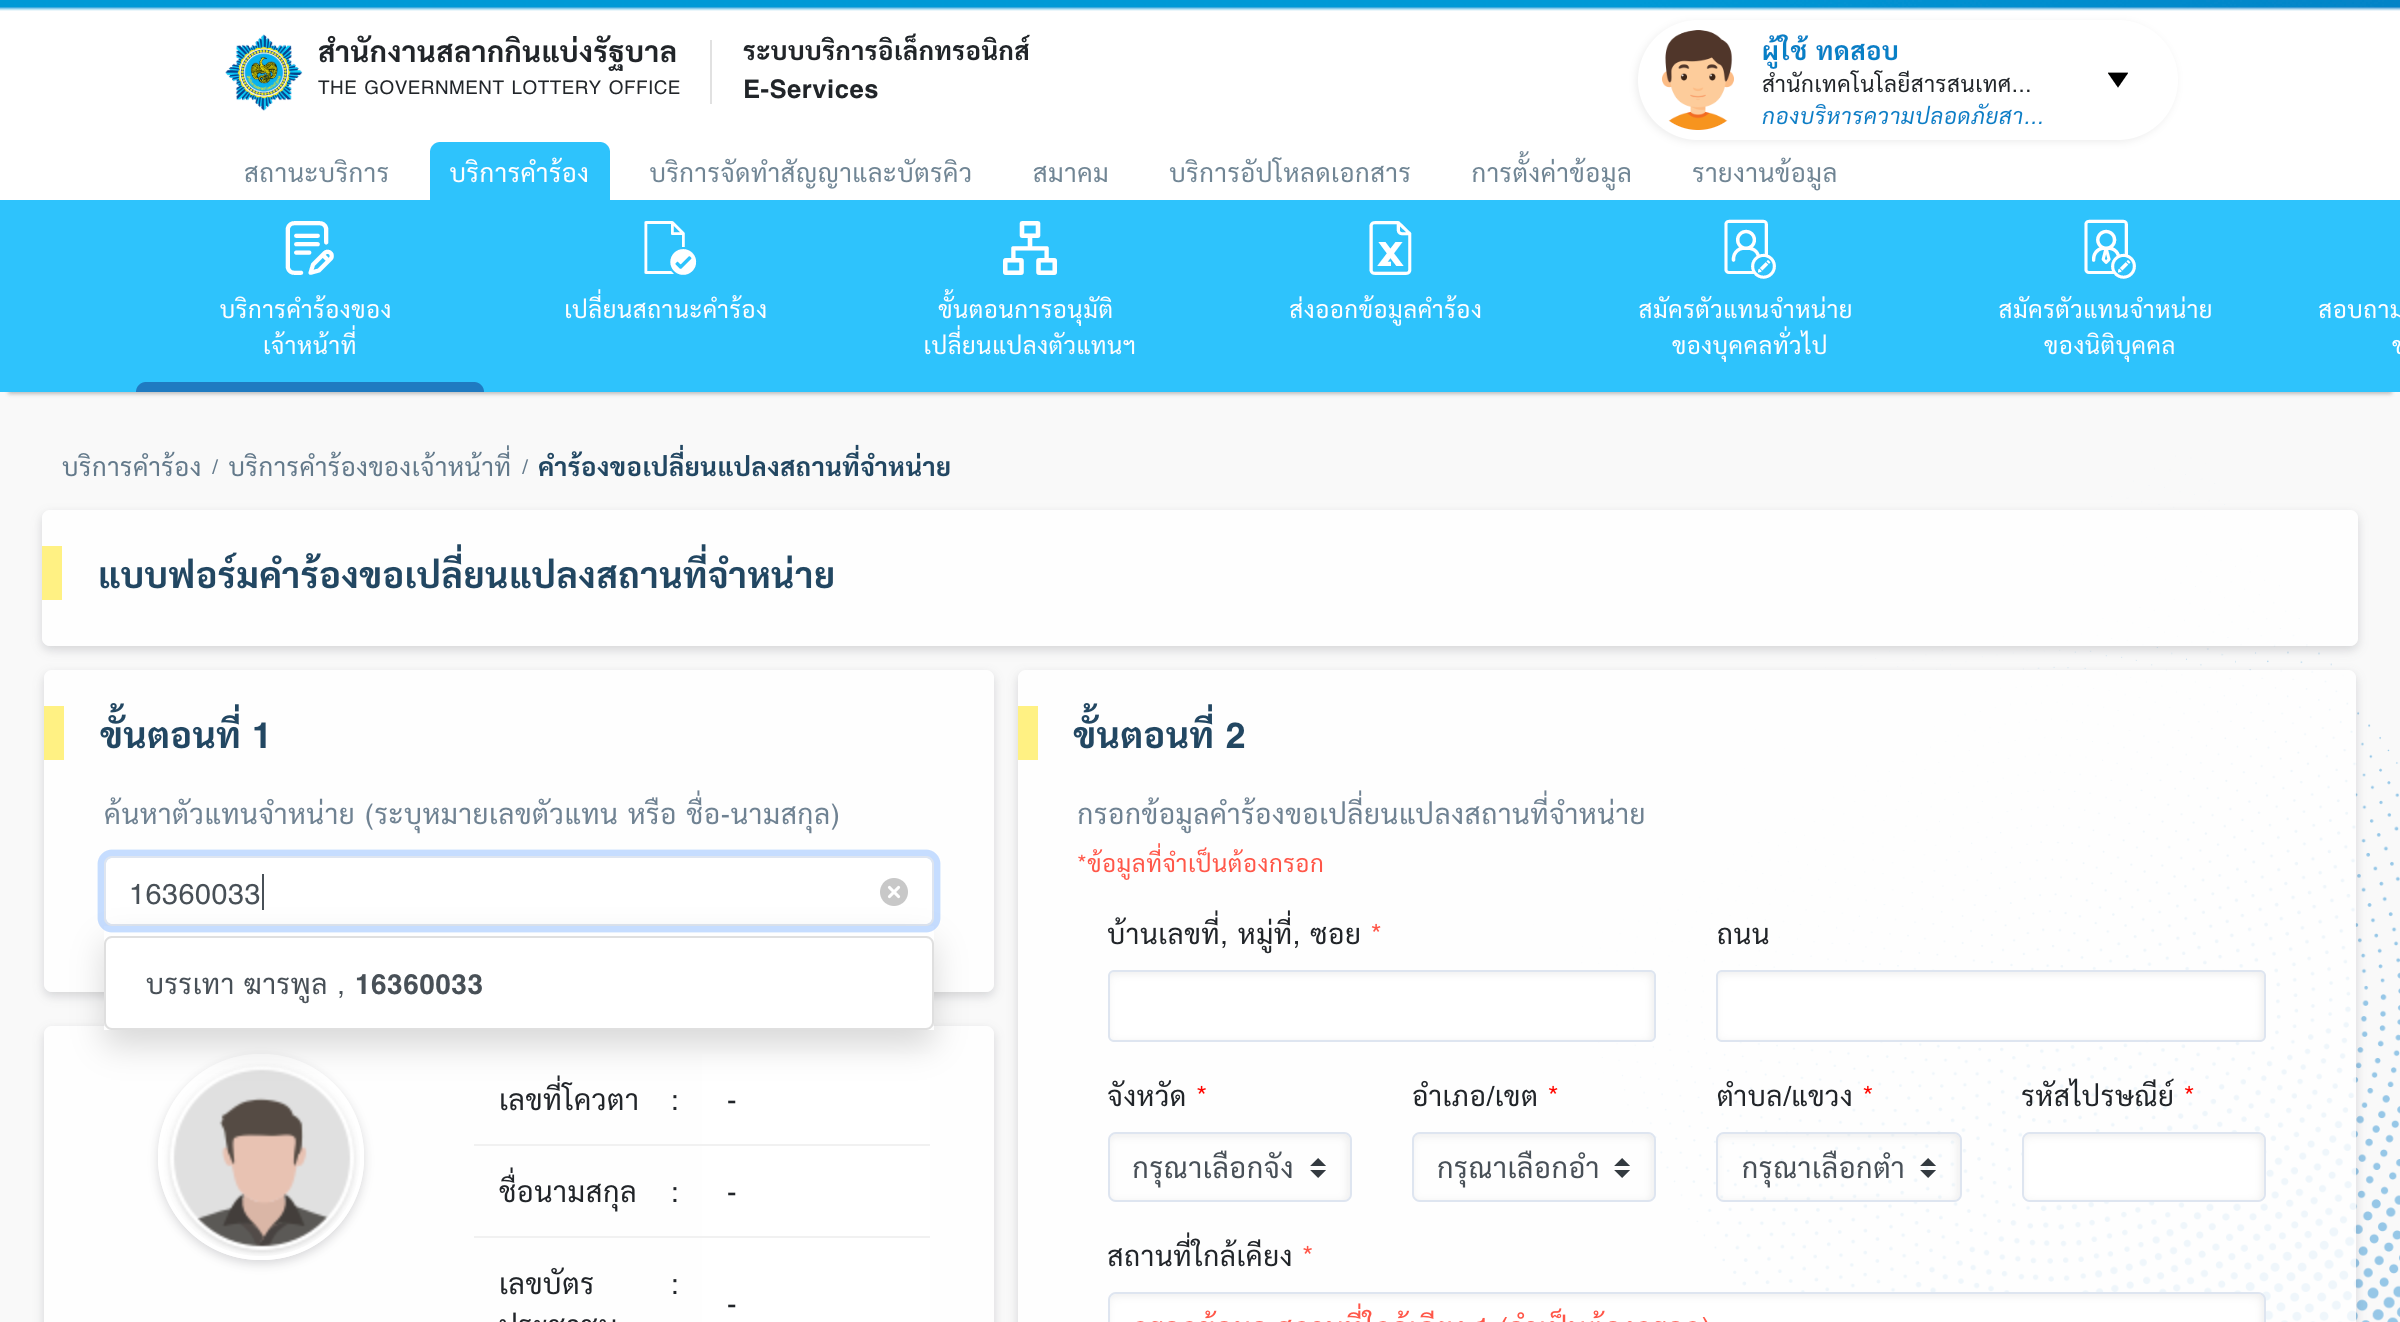 สำนักงานสลากกินแบ่งรัฐบาล
THE GOVERNMENT LOTTERY OFFICE
ระบบบริการอิเล็กทรอนิกส์
E-Services
ผู้ใช้ ทดสอบ
สำนักเทคโนโลยีสารสนเทศ...
กองบริหารความปลอดภัยสา...
สถานะบริการ
บริการคำร้อง
บริการจัดทำสัญญาและบัตรคิว
สมาคม
บริการอัปโหลดเอกสาร
การตั้งค่าข้อมูล
รายงานข้อมูล
บริการคำร้องของ
เจ้าหน้าที่
เปลี่ยนสถานะคำร้อง
ขั้นตอนการอนุมัติ
เปลี่ยนแปลงตัวแทนฯ
ส่งออกข้อมูลคำร้อง
สมัครตัวแทนจำหน่าย
ของบุคคลทั่วไป
สมัครตัวแทนจำหน่าย
ของนิติบุคคล
สอบถาม
บริการคำร้อง / บริการคำร้องของเจ้าหน้าที่ / คำร้องขอเปลี่ยนแปลงสถานที่จำหน่าย
แบบฟอร์มคำร้องขอเปลี่ยนแปลงสถานที่จำหน่าย
ขั้นตอนที่ 1
ค้นหาตัวแทนจำหน่าย (ระบุหมายเลขตัวแทน หรือ ชื่อ-นามสกุล)
16360033
บรรเทา ฆารพูล , 16360033
เลขที่โควตา : -
ชื่อนามสกุล : -
เลขบัตร : -
ขั้นตอนที่ 2
กรอกข้อมูลคำร้องขอเปลี่ยนแปลงสถานที่จำหน่าย
*ข้อมูลที่จำเป็นต้องกรอก
บ้านเลขที่, หมู่ที่, ซอย *
ถนน
จังหวัด *
อำเภอ/เขต *
ตำบล/แขวง *
รหัสไปรษณีย์ *
กรุณาเลือกจัง
กรุณาเลือกอำ
กรุณาเลือกตำ
สถานที่ใกล้เคียง *